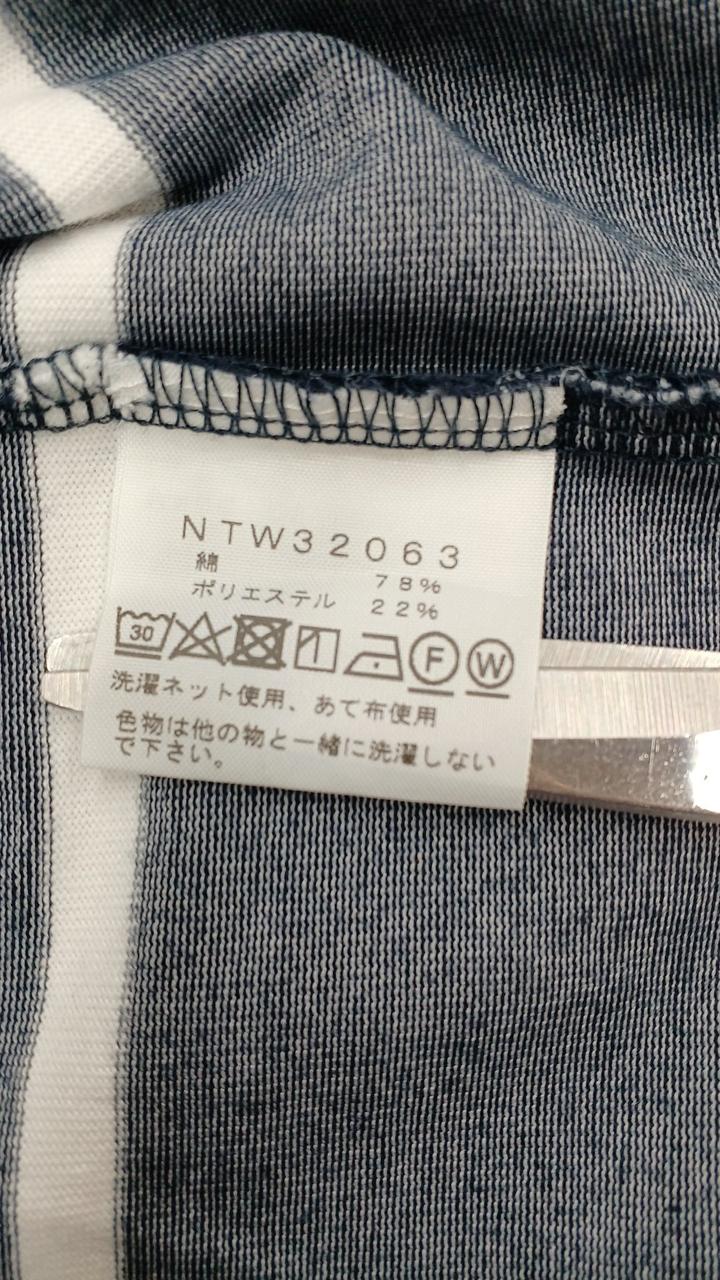 NTW32063
綿 78%
ポリエステル 22%
30 F W
洗濯ネット使用、あて布使用
色物は他の物と一緒に洗濯しない
で下さい。